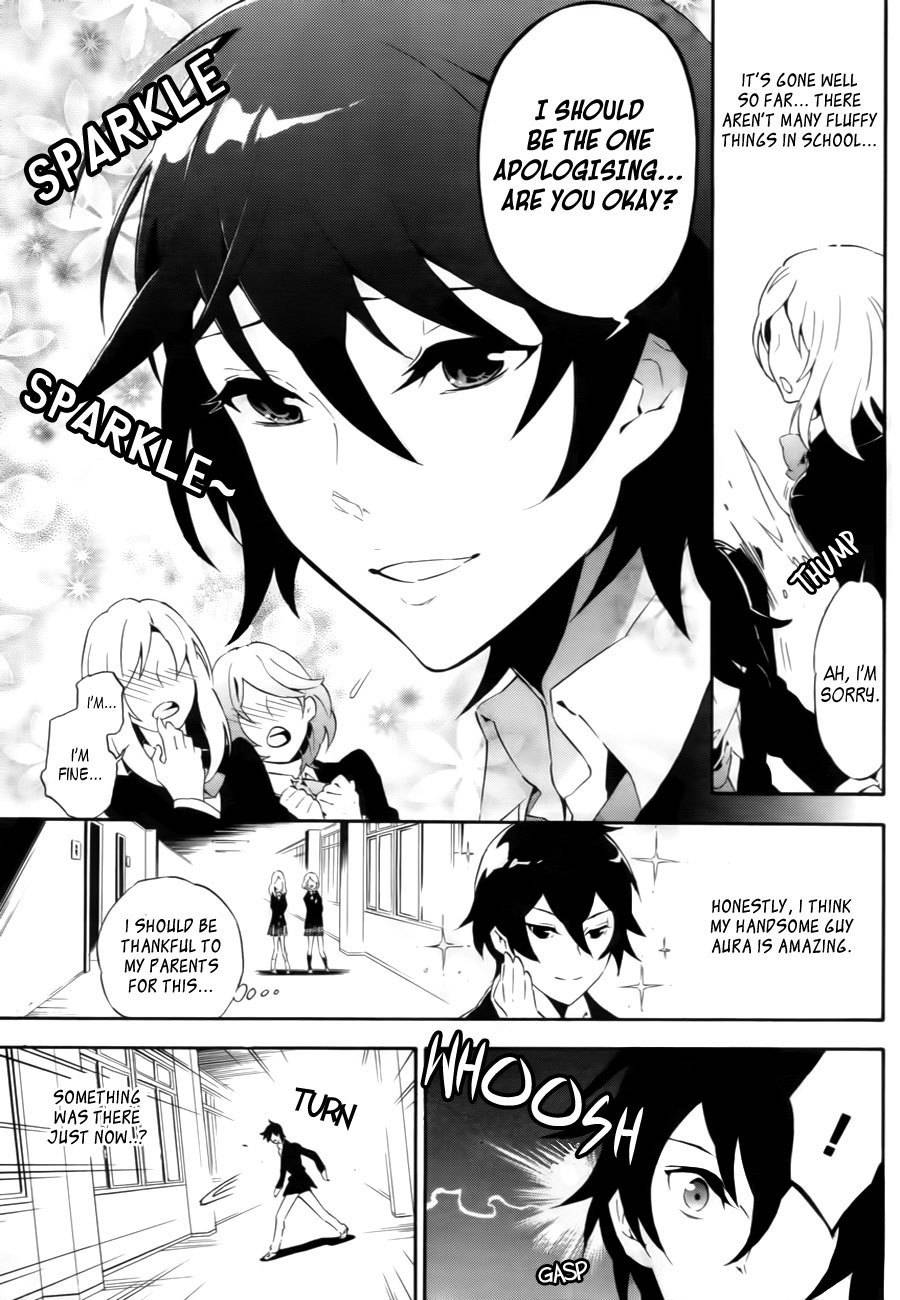 IT'S GONE WELL
SO FAR... THERE
AREN'T MANY FLUFFY
THINGS IN SCHOOL...
THUMP
AH, I'M
SORRY.
I SHOULD
BE THE ONE
APOLOGISING...
ARE YOU OKAY?
SPARKLE
SPARKLE~
I'M...
I'M
FINE...
HONESTLY, I THINK
MY HANDSOME GUY
AURA IS AMAZING.
I SHOULD BE
THANKFUL TO
MY PARENTS
FOR THIS...
WHOOSH
!
GASP
TURN
SOMETHING
WAS THERE
JUST NOW..!?